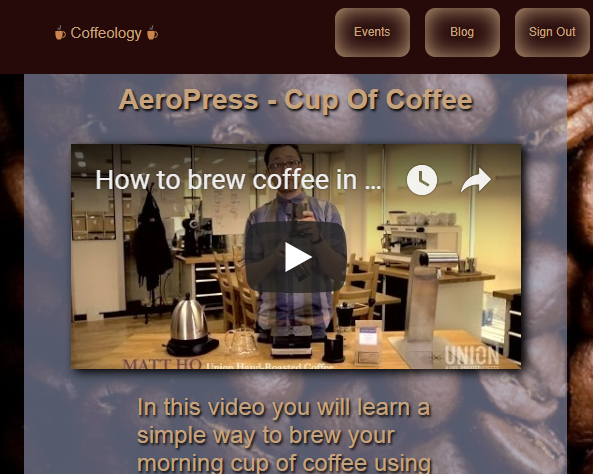 Coffeology
Events
Blog
Sign Out
AeroPress - Cup Of Coffee
How to brew coffee in ...
MATT HO Union Hand-Roasted Coffee
UNION
In this video you will learn a
simple way to brew your
morning cup of coffee using